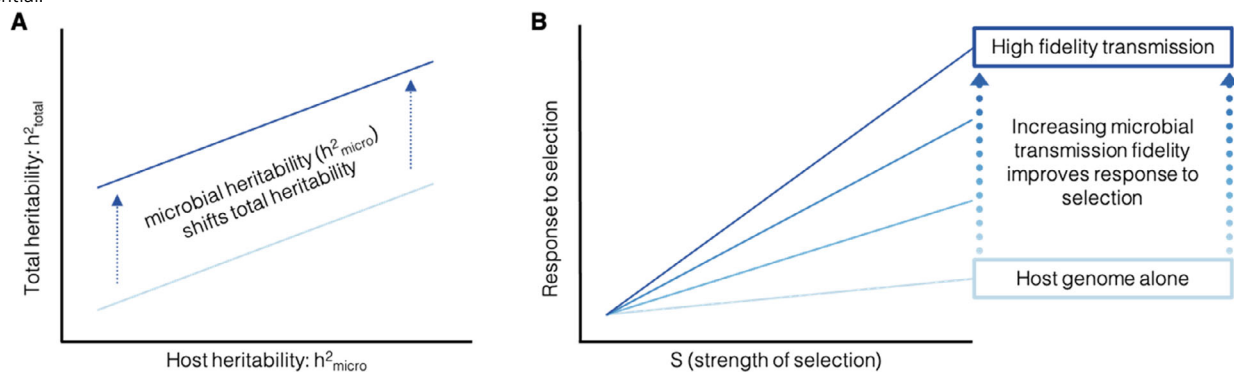 ential.
A
Total heritability: h²total
microbial heritability (h²micro)
shifts total heritability
Host heritability: h²micro
B
Response to selection
S (strength of selection)
High fidelity transmission
Increasing microbial
transmission fidelity
improves response to
selection
Host genome alone